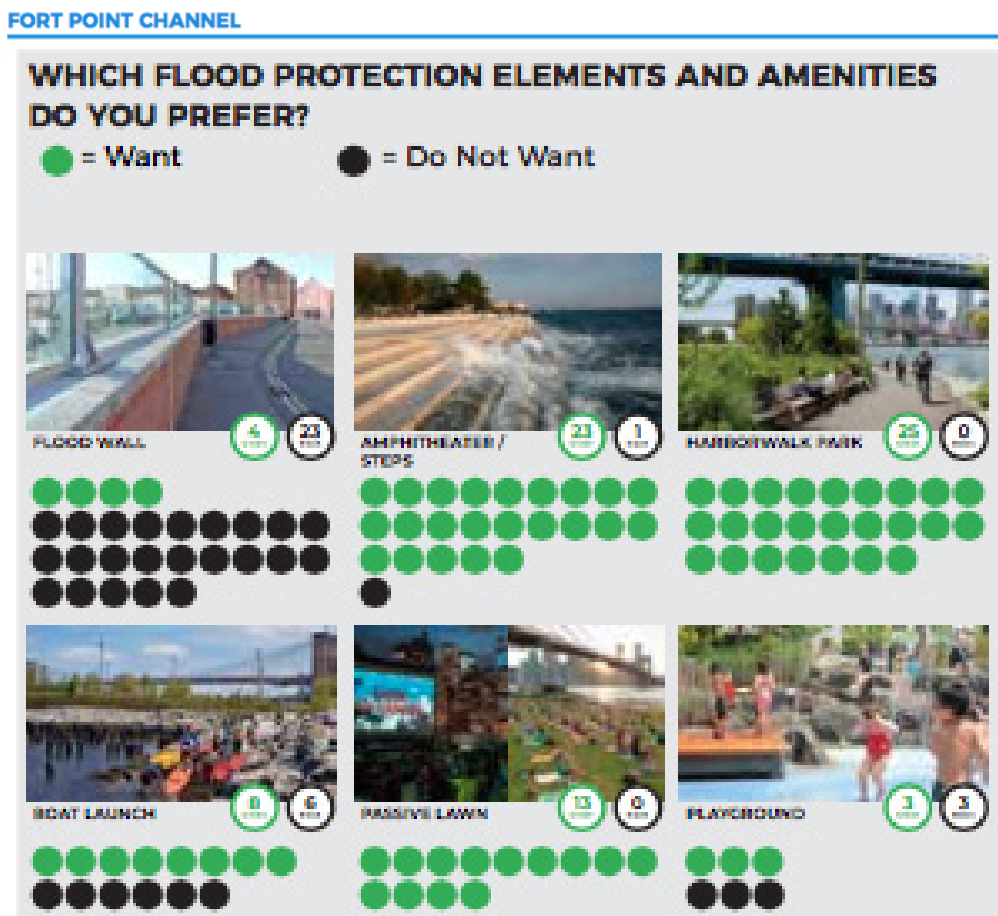 FORT POINT CHANNEL
WHICH FLOOD PROTECTION ELEMENTS AND AMENITIES
DO YOU PREFER?
= Want = Do Not Want
FLOOD WALL 4 23
AMPHITHEATER / 23 1
STEPS
HARBORWALK PARK 25 0
BOAT LAUNCH 8 6
PASSIVE LAWN 13 0
PLAYGROUND 3 3